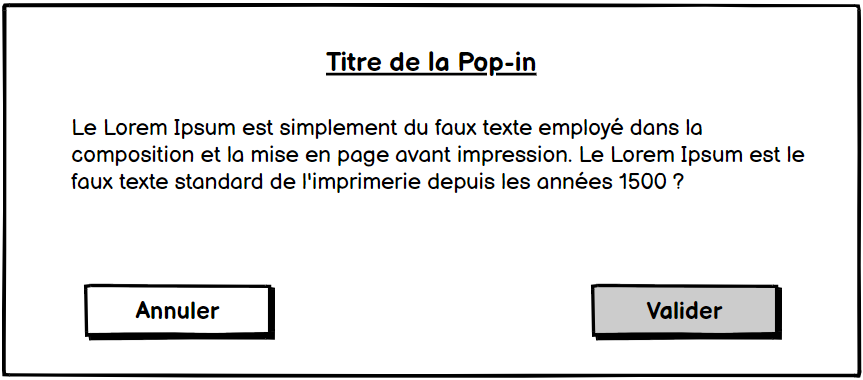 Titre de la Pop-in
Le Lorem Ipsum est simplement du faux texte employé dans la
composition et la mise en page avant impression. Le Lorem Ipsum est le
faux texte standard de l'imprimerie depuis les années 1500 ?
Annuler
Valider